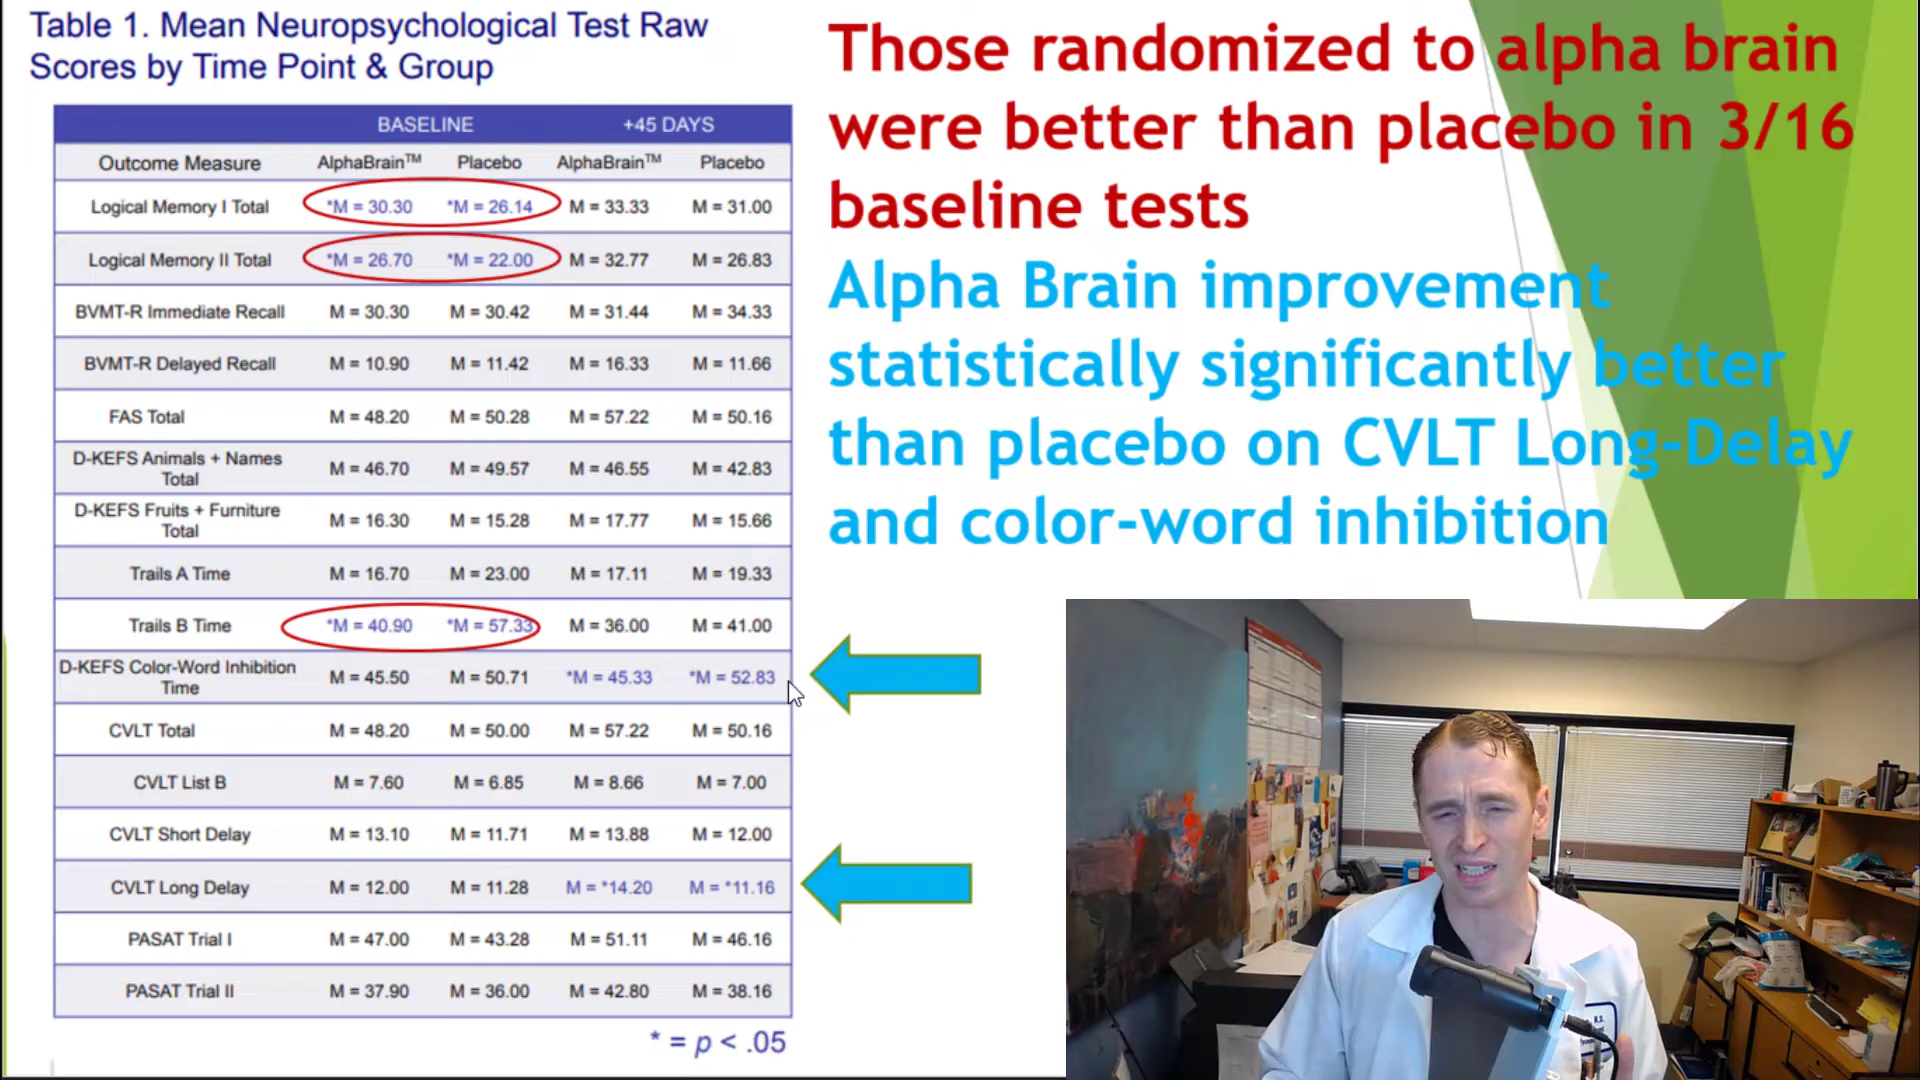 Table 1. Mean Neuropsychological Test Raw
Scores by Time Point & Group
BASELINE +45 DAYS
Outcome Measure AlphaBrain™ Placebo AlphaBrain™ Placebo
Logical Memory I Total *M = 30.30 *M = 26.14 M = 33.33 M = 31.00
Logical Memory II Total *M = 26.70 *M = 22.00 M = 32.77 M = 26.83
BVMT-R Immediate Recall M = 30.30 M = 30.42 M = 31.44 M = 34.33
BVMT-R Delayed Recall M = 10.90 M = 11.42 M = 16.33 M = 11.66
FAS Total M = 48.20 M = 50.28 M = 57.22 M = 50.16
D-KEFS Animals + Names
Total M = 46.70 M = 49.57 M = 46.55 M = 42.83
D-KEFS Fruits + Furniture
Total M = 16.30 M = 15.28 M = 17.77 M = 15.66
Trails A Time M = 16.70 M = 23.00 M = 17.11 M = 19.33
Trails B Time *M = 40.90 *M = 57.33 M = 36.00 M = 41.00
D-KEFS Color-Word Inhibition
Time M = 45.50 M = 50.71 *M = 45.33 *M = 52.83
CVLT Total M = 48.20 M = 50.00 M = 57.22 M = 50.16
CVLT List B M = 7.60 M = 6.85 M = 8.66 M = 7.00
CVLT Short Delay M = 13.10 M = 11.71 M = 13.88 M = 12.00
CVLT Long Delay M = 12.00 M = 11.28 M = *14.20 M = *11.16
PASAT Trial I M = 47.00 M = 43.28 M = 51.11 M = 46.16
PASAT Trial II M = 37.90 M = 36.00 M = 42.80 M = 38.16
* = p < .05
Those randomized to alpha brain
were better than placebo in 3/16
baseline tests
Alpha Brain improvement
statistically significantly better
than placebo on CVLT Long-Delay
and color-word inhibition